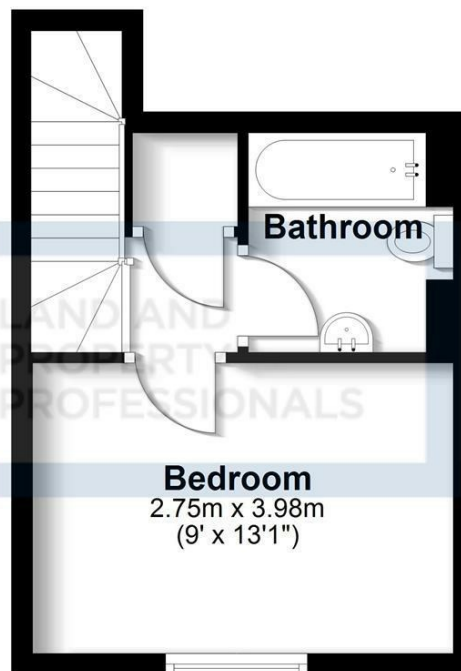 Bathroom
LAND AND
PROPERTY
PROFESSIONALS
Bedroom
2.75m x 3.98m
(9' x 13'1")